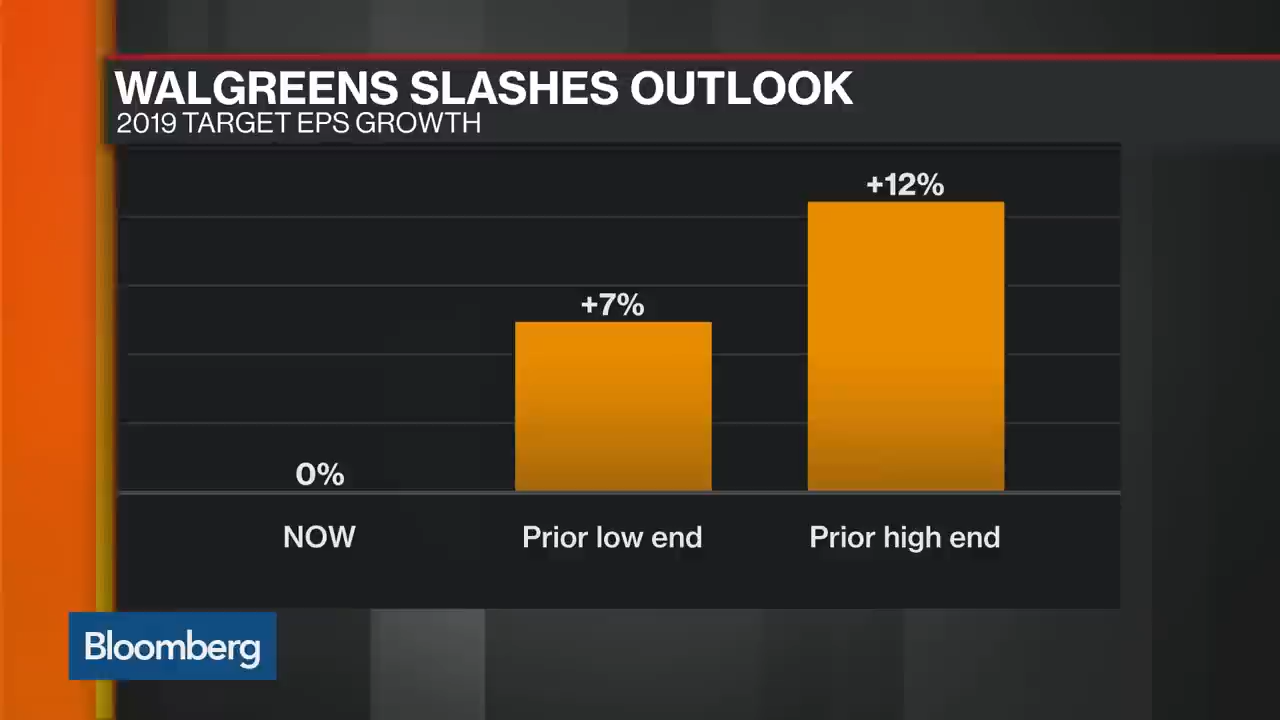 WALGREENS SLASHES OUTLOOK
2019 TARGET EPS GROWTH
+12%
+7%
0%
NOW
Prior low end
Prior high end
Bloomberg